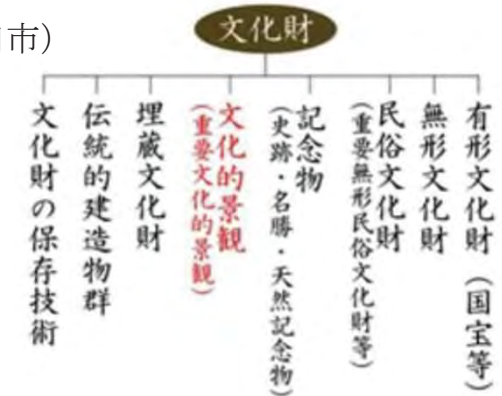 市)
文化財
有形文化財(国宝等)
無形文化財
民俗文化財
(重要無形民俗文化財等)
記念物
(史跡・名勝・天然記念物)
文化的景観
(重要文化的景観)
埋蔵文化財
伝統的建造物群
文化財の保存技術